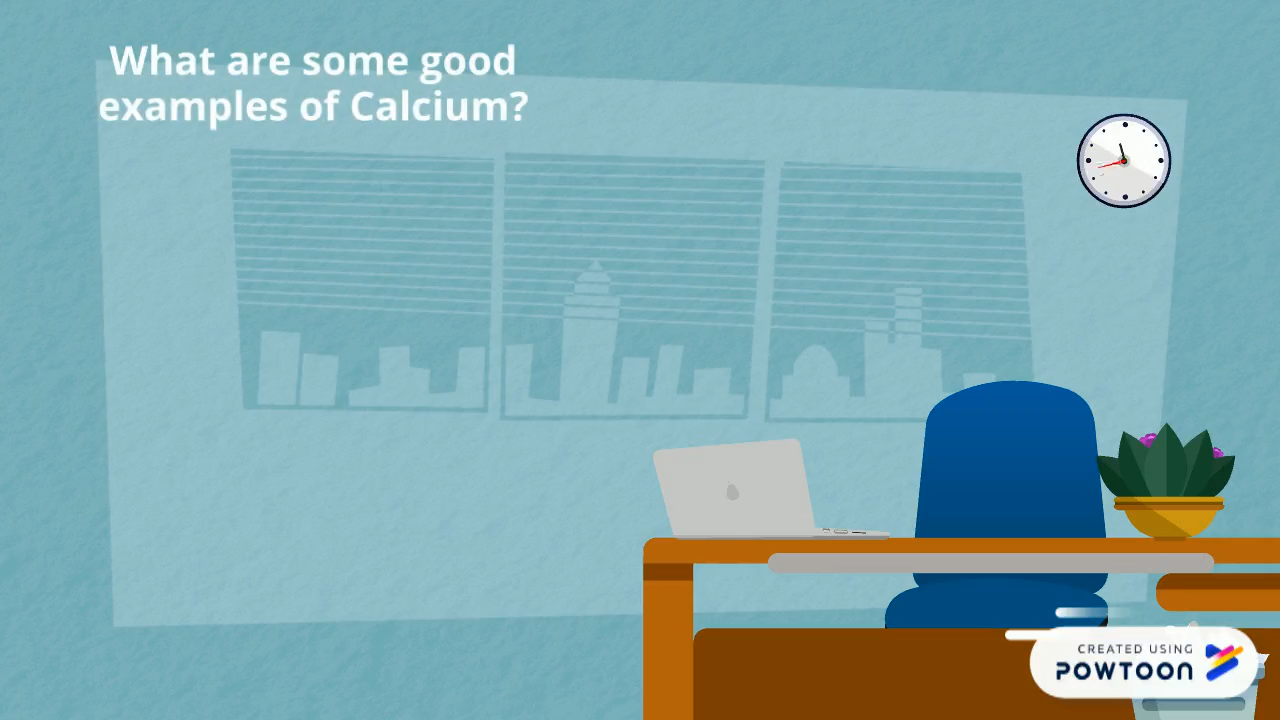 What are some good
examples of Calcium?
CREATED USING
POWTOON